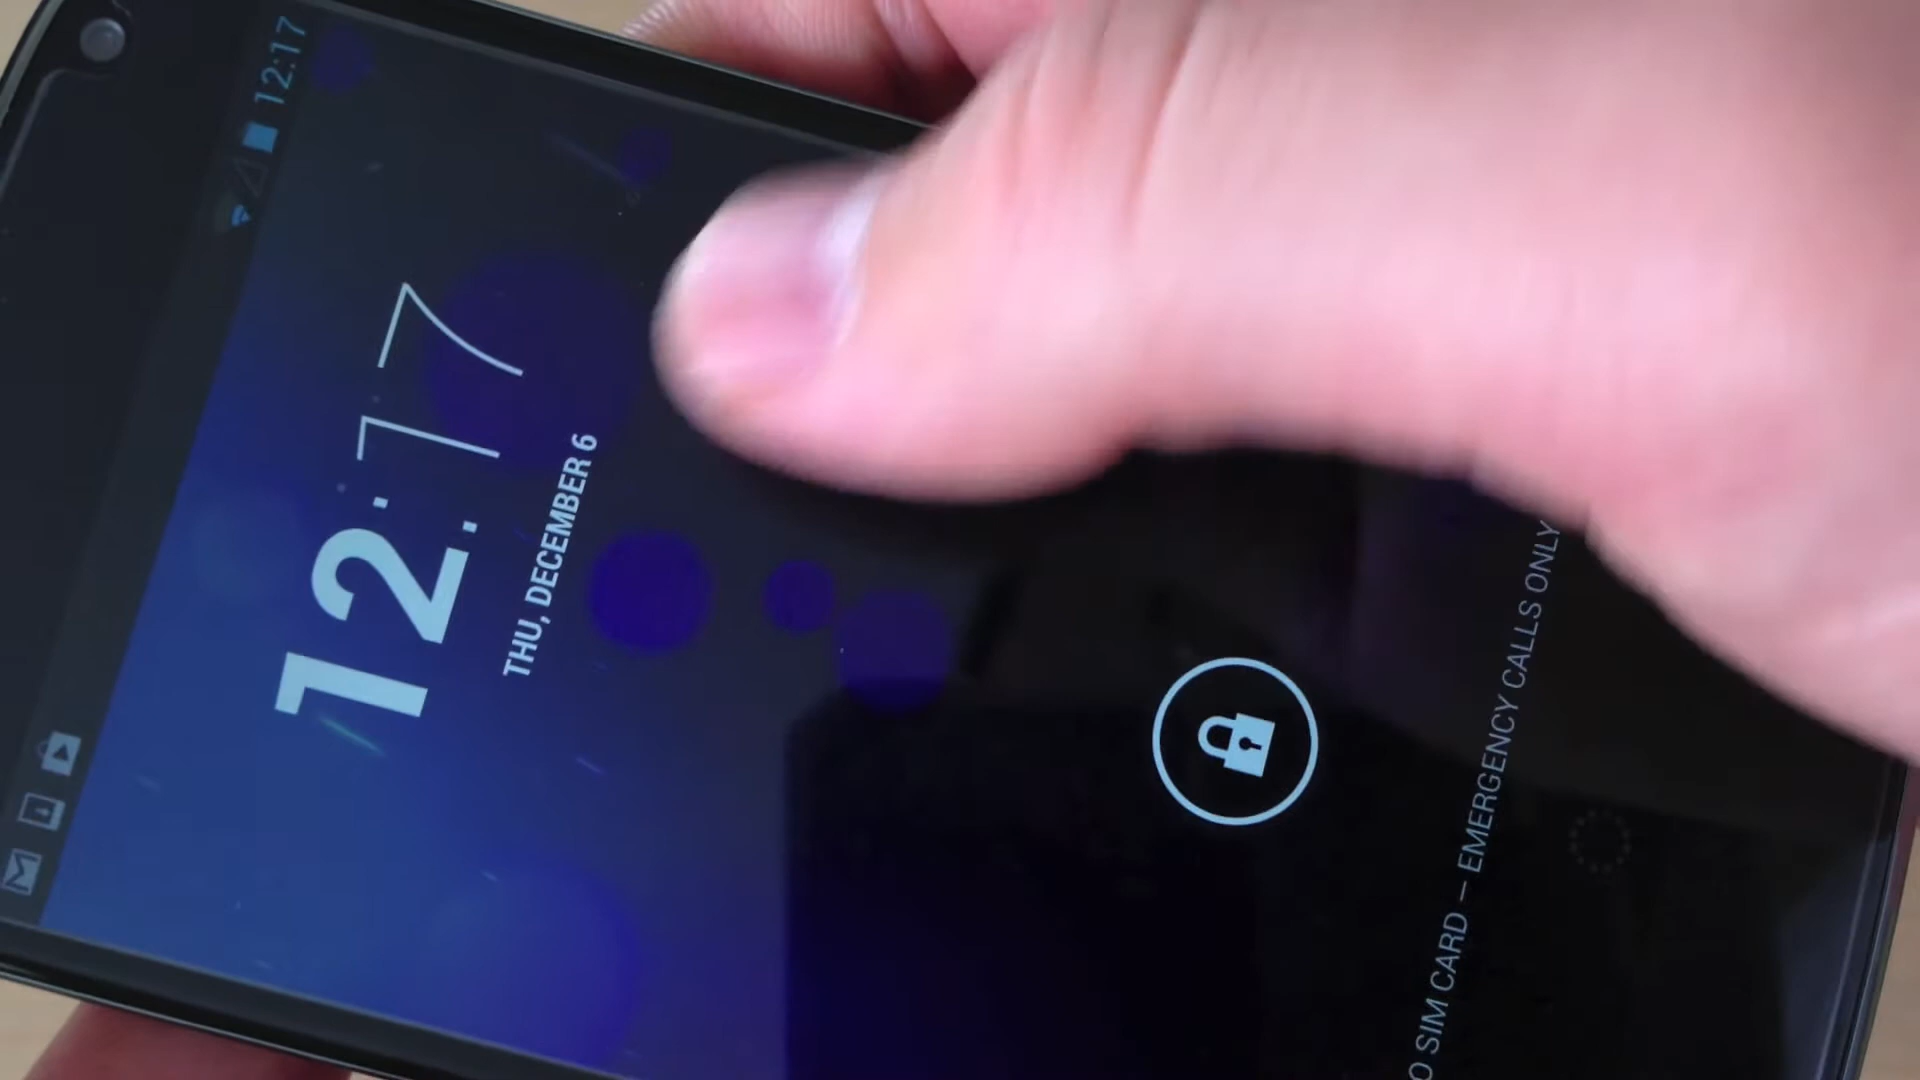 12:17
12:17
THU, DECEMBER 6
O SIM CARD – EMERGENCY CALLS ONLY